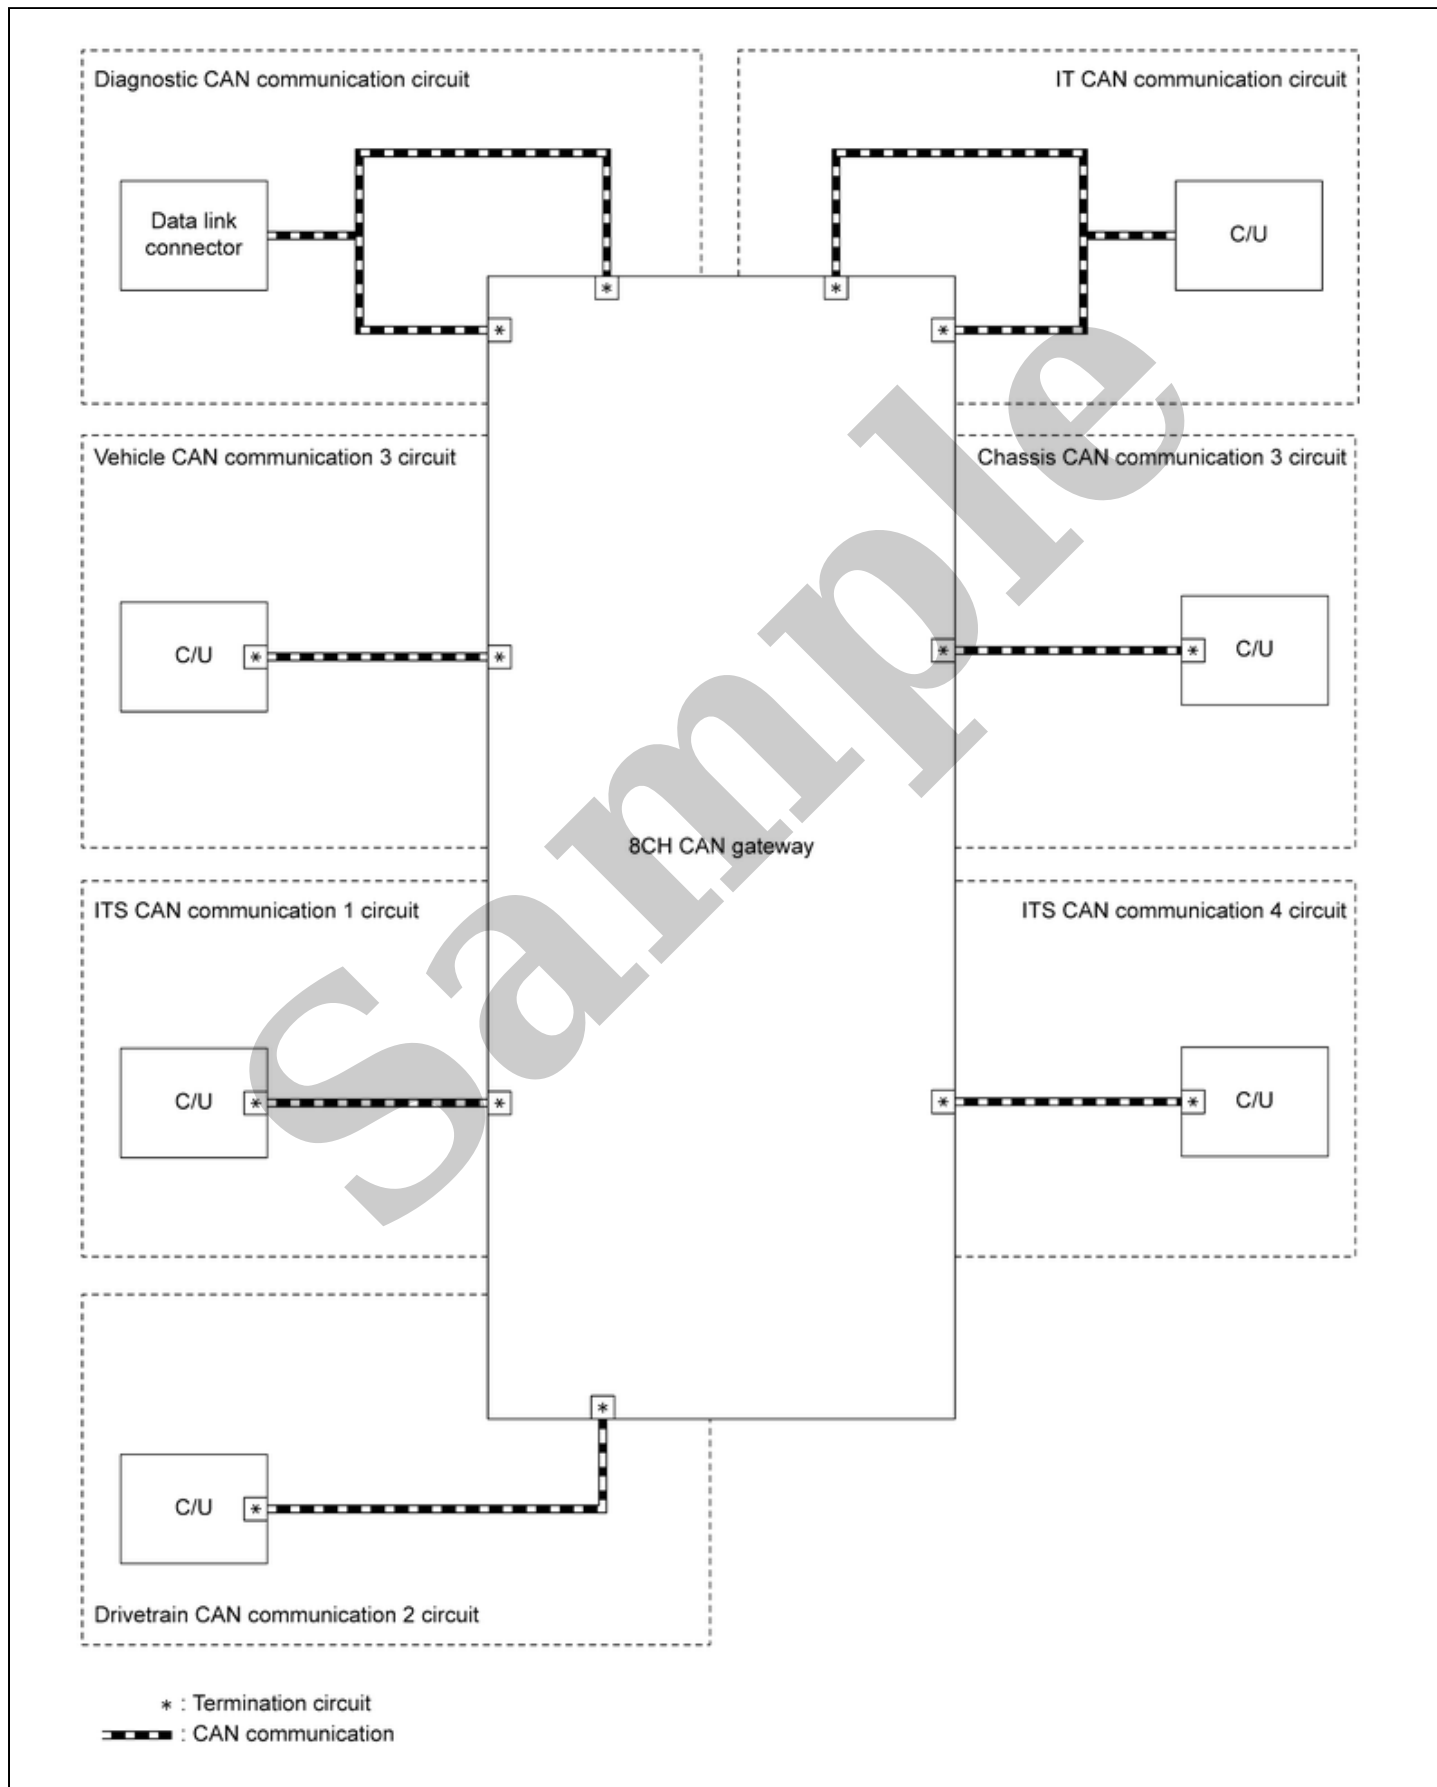 Diagnostic CAN communication circuit
IT CAN communication circuit
Data link
connector
C/U
*
*
*
*
Vehicle CAN communication 3 circuit
Chassis CAN communication 3 circuit
C/U
*
*
*
*
C/U
8CH CAN gateway
ITS CAN communication 1 circuit
ITS CAN communication 4 circuit
C/U
*
*
*
*
C/U
*
C/U
*
Drivetrain CAN communication 2 circuit
* : Termination circuit
: CAN communication
Sample